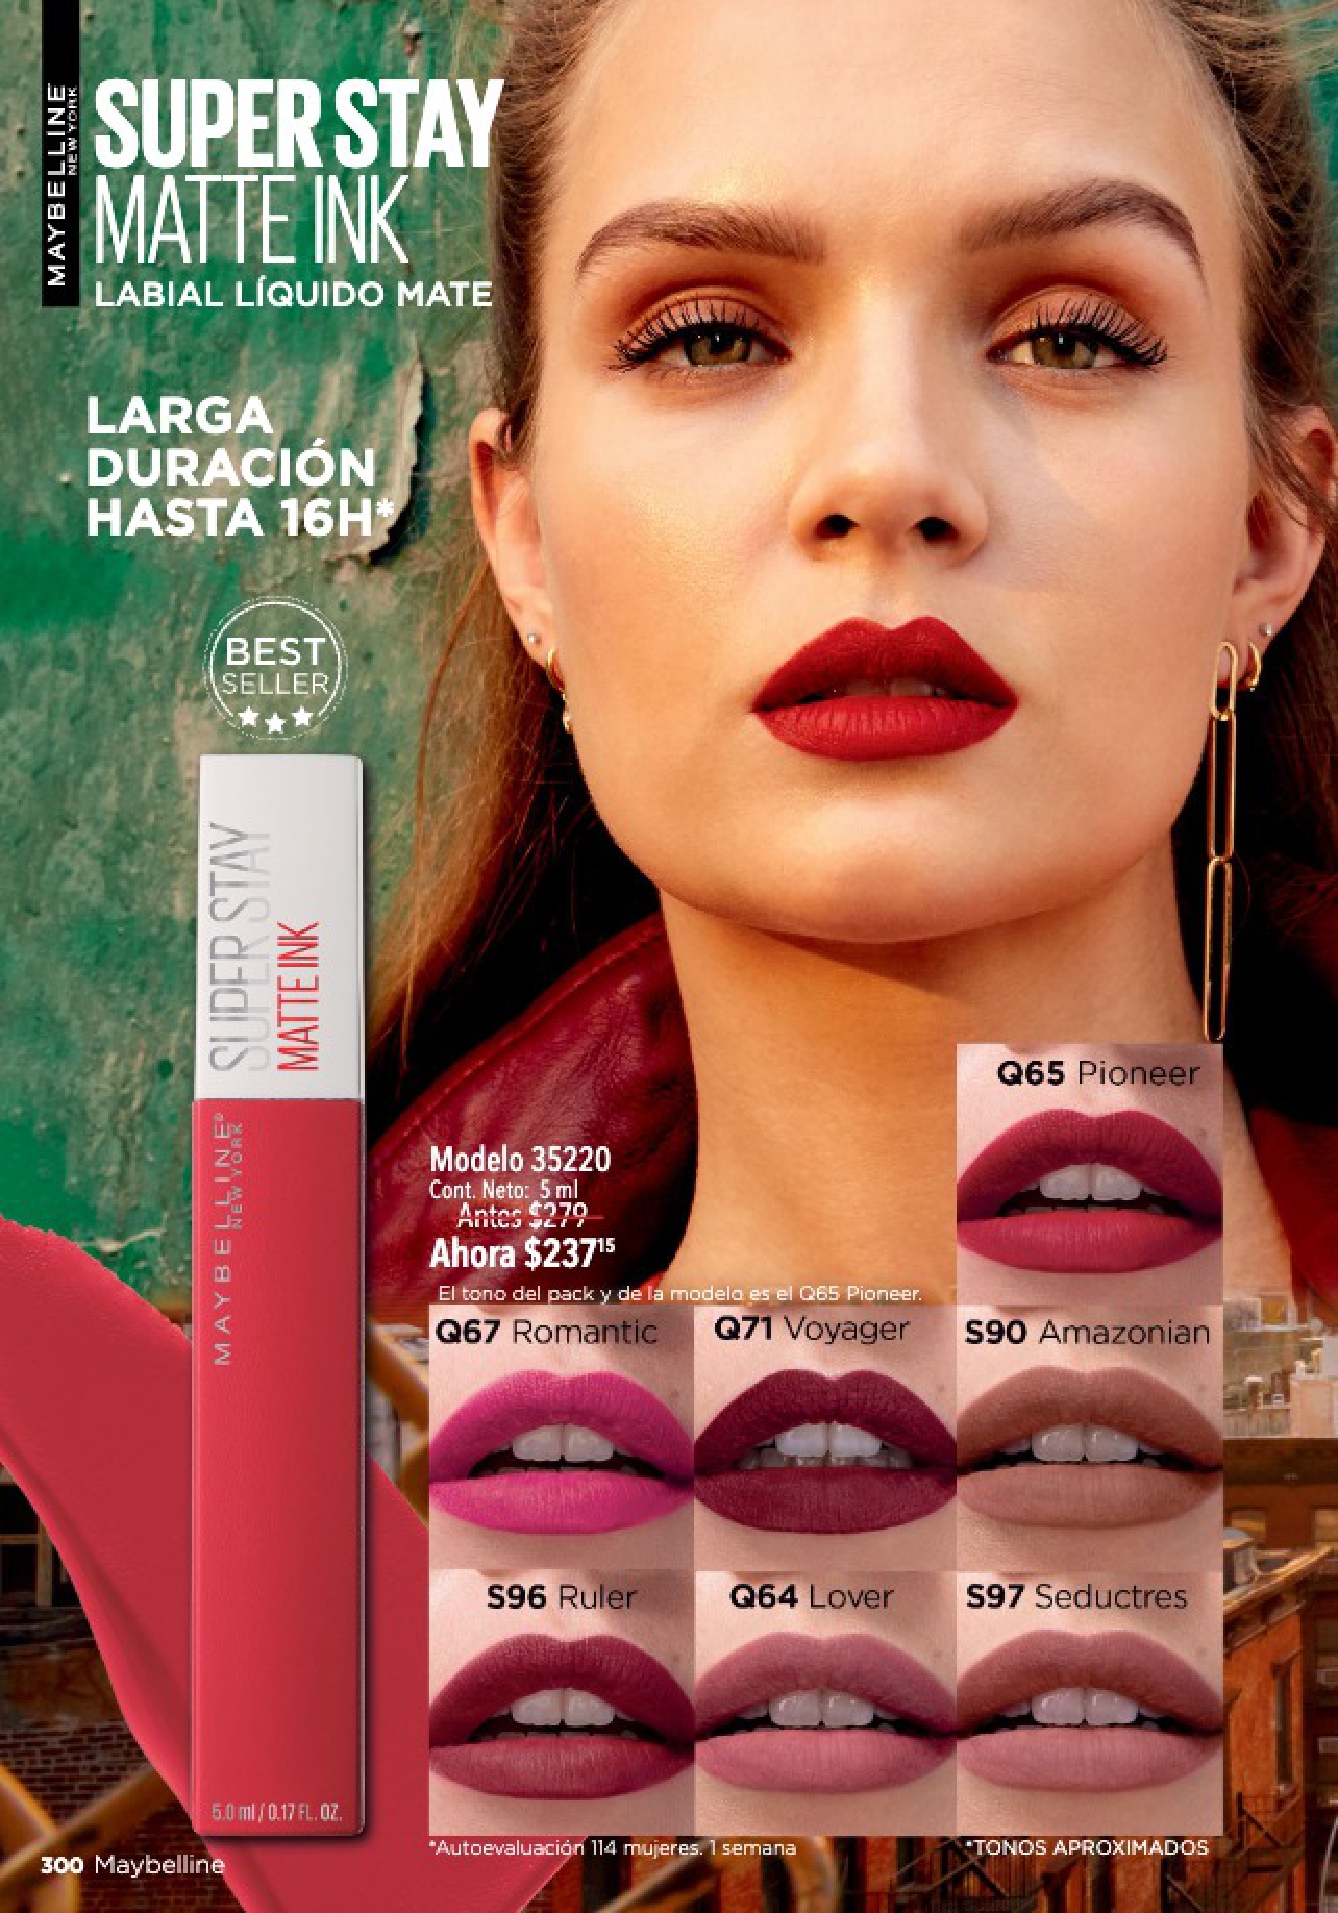 MAYBELLINE
NEW YORK
SUPER STAY
MATTE INK
LABIAL LÍQUIDO MATE
LARGA
DURACIÓN
HASTA 16H*
BEST
SELLER
SUPER STAY
MATTE INK
MAYBELLINE®
NEW YORK
5.0 ml / 0.17 FL. OZ.
Modelo 35220
Cont. Neto: 5 ml
Antes $279
Ahora $23715
El tono del pack y de la modelo es el Q65 Pioneer.
Q65 Pioneer
Q67 Romantic
Q71 Voyager
S90 Amazonian
S96 Ruler
Q64 Lover
S97 Seductres
*Autoevaluación 114 mujeres. 1 semana
*TONOS APROXIMADOS
300 Maybelline